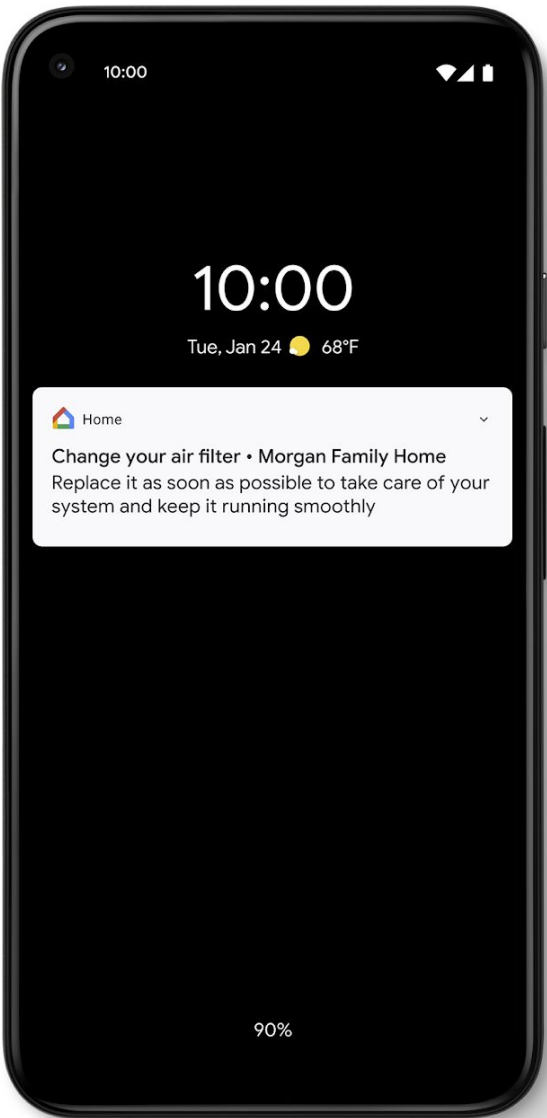 10:00
10:00
Tue, Jan 24 68°F
Home
Change your air filter • Morgan Family Home
Replace it as soon as possible to take care of your
system and keep it running smoothly
90%